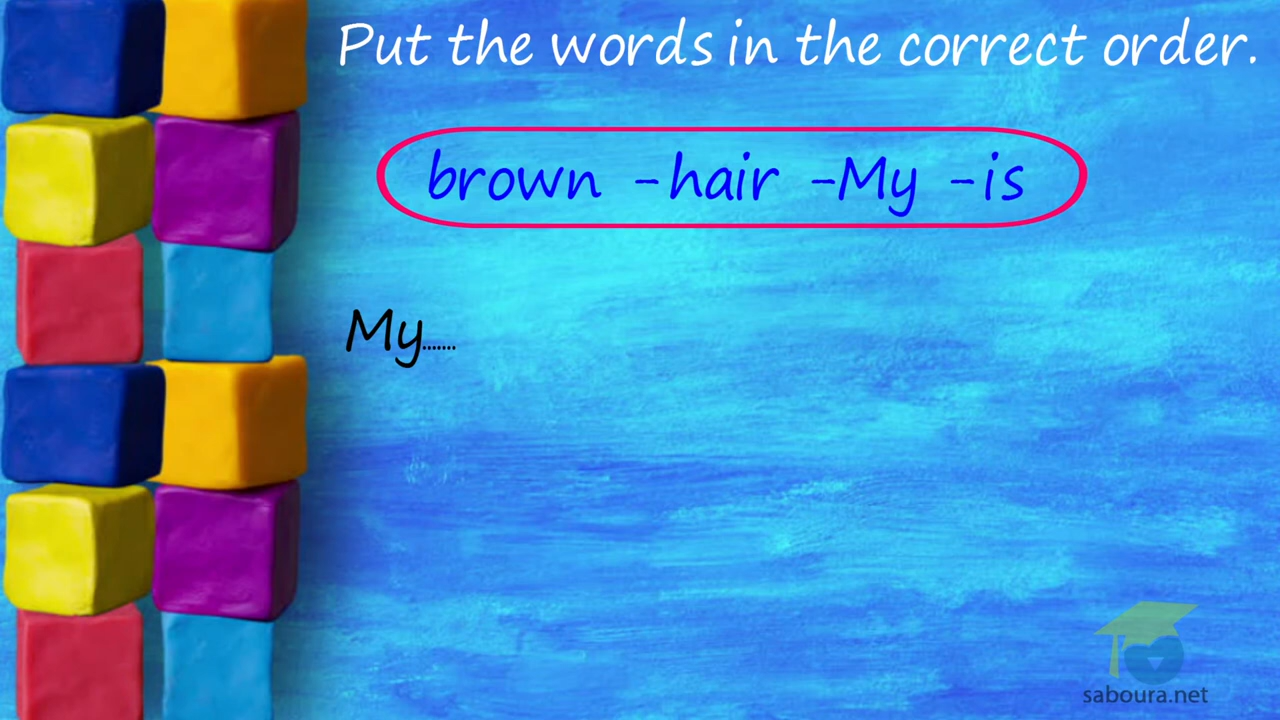 Put the words in the correct order.
brown -hair -My -is
My.......
saboura.net